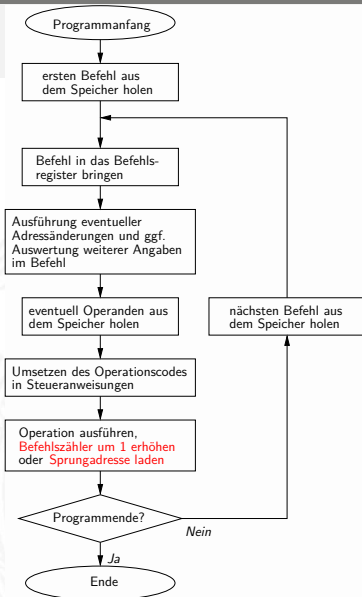 Programmanfang
ersten Befehl aus
dem Speicher holen
Befehl in das Befehls-
register bringen
Ausführung eventueller
Adressänderungen und ggf.
Auswertung weiterer Angaben
im Befehl
eventuell Operanden aus
dem Speicher holen
nächsten Befehl aus
dem Speicher holen
Umsetzen des Operationscodes
in Steueranweisungen
Operation ausführen,
Befehlszähler um 1 erhöhen
oder Sprungadresse laden
Programmende?
Nein
Ja
Ende